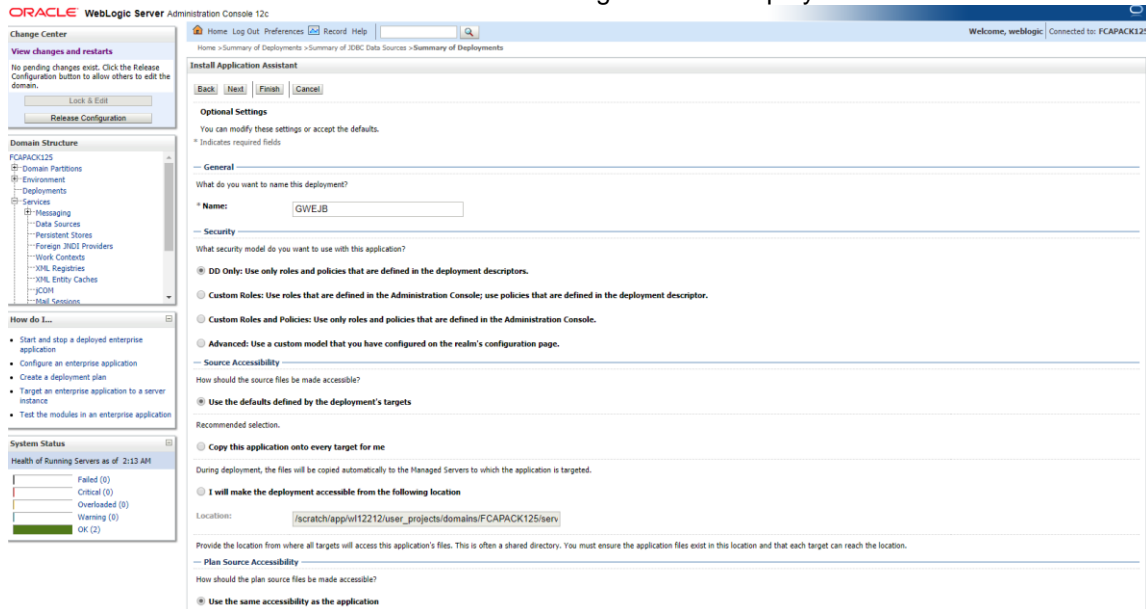 ORACLE WebLogic Server Administration Console 12c
Change Center
View changes and restarts
No pending changes exist. Click the Release
Configuration button to allow others to edit the
domain.
Lock & Edit
Release Configuration
Domain Structure
FCAPACK125
Domain Partitions
Environment
Deployments
Services
Messaging
Data Sources
Persistent Stores
Foreign JNDI Providers
Work Contexts
XML Registries
XML Entity Caches
jCOM
Mail Sessions
How do I...
Start and stop a deployed enterprise
application
Configure an enterprise application
Create a deployment plan
Target an enterprise application to a server
instance
Test the modules in an enterprise application
System Status
Health of Running Servers as of 2:13 AM
Failed (0)
Critical (0)
Overloaded (0)
Warning (0)
OK (2)
Home Log Out Preferences Record Help
Welcome, weblogic Connected to: FCAPACK125
Home >Summary of Deployments >Summary of JDBC Data Sources >Summary of Deployments
Install Application Assistant
Back Next Finish Cancel
Optional Settings
You can modify these settings or accept the defaults.
* Indicates required fields
General
What do you want to name this deployment?
* Name: GWEJB
Security
What security model do you want to use with this application?
DD Only: Use only roles and policies that are defined in the deployment descriptors.
Custom Roles: Use roles that are defined in the Administration Console; use policies that are defined in the deployment descriptor.
Custom Roles and Policies: Use only roles and policies that are defined in the Administration Console.
Advanced: Use a custom model that you have configured on the realm's configuration page.
Source Accessibility
How should the source files be made accessible?
Use the defaults defined by the deployment's targets
Recommended selection.
Copy this application onto every target for me
During deployment, the files will be copied automatically to the Managed Servers to which the application is targeted.
I will make the deployment accessible from the following location
Location: /scratch/app/wl12212/user_projects/domains/FCAPACK125/serv
Provide the location from where all targets will access this application's files. This is often a shared directory. You must ensure the application files exist in this location and that each target can reach the location.
Plan Source Accessibility
How should the plan source files be made accessible?
Use the same accessibility as the application